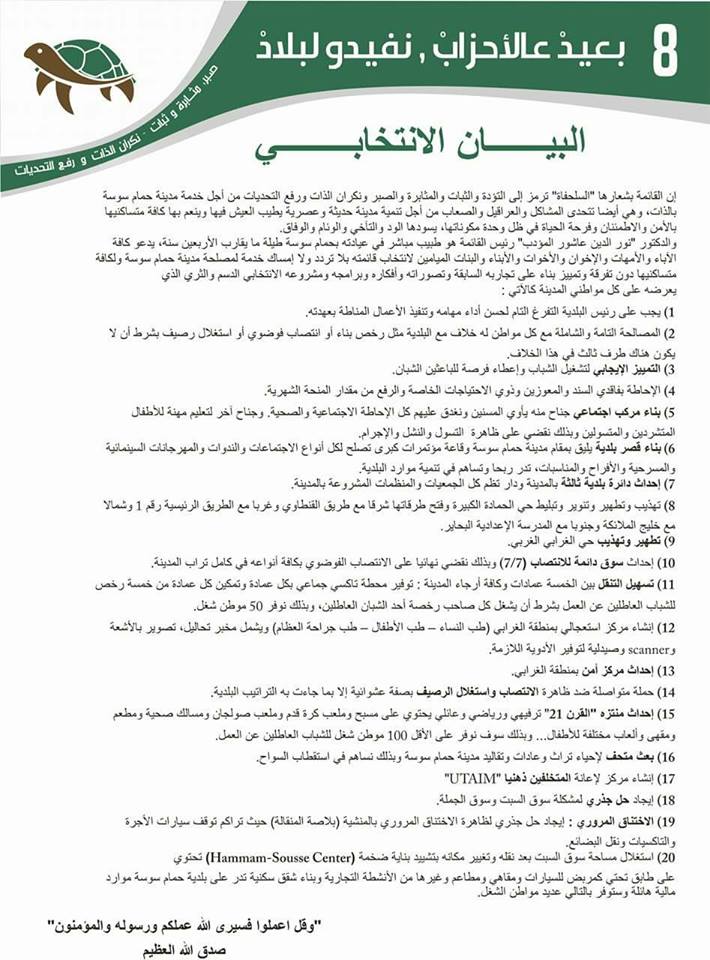 8 بعيدْ عالأحزابْ , نفيدو لبلادْ
صبر, مثابرة و ثبات - نكران الذات و رفع التحديات
البيـــان الانتخابـــي
إن القائمة بشعارها "السلحفاة" ترمز إلى التؤدة والثبات والمثابرة والصبر ونكران الذات ورفع التحديات من أجل خدمة مدينة حمام سوسة
بالذات، وهي أيضا تتحدى المشاكل والعراقيل والصعاب من أجل تنمية مدينة حديثة وعصرية يطيب العيش فيها وينعم بها كافة متساكنيها
بالأمن والاطمئنان وفرحة الحياة في ظل وحدة مكوناتها، يسودها الود والتآخي والوئام والوفاق.
والدكتور "نور الدين عاشور المؤدب" رئيس القائمة هو طبيب مباشر في عيادته بحمام سوسة طيلة ما يقارب الأربعين سنة، يدعو كافة
الأباء والأمهات والإخوان والأخوات والأبناء والبنات الميامين لانتخاب قائمته بلا تردد ولا إمساك خدمة لمصلحة مدينة حمام سوسة ولكافة
متساكنيها دون تفرقة وتمييز بناء على تجاربه السابقة وتصوراته وأفكاره وبرامجه ومشروعه الانتخابي الدسم والثري الذي
يعرضه على كل مواطني المدينة كالآتي :
1) يجب على رئيس البلدية التفرغ التام لحسن أداء مهامه وتنفيذ الأعمال المناطة بعهدته.
2) المصالحة التامة والشاملة مع كل مواطن له خلاف مع البلدية مثل رخص بناء أو انتصاب فوضوي أو استغلال رصيف بشرط أن لا
يكون هناك طرف ثالث في هذا الخلاف.
3) التمييز الإيجابي لتشغيل الشباب وإعطاء فرصة للباعثين الشبان.
4) الإحاطة بفاقدي السند والمعوزين وذوي الاحتياجات الخاصة والرفع من مقدار المنحة الشهرية.
5) بناء مركب اجتماعي جناح منه يأوي المسنين ونغدق عليهم كل الإحاطة الاجتماعية والصحية. وجناح آخر لتعليم مهنة للأطفال
المتشردين والمتسولين وبذلك نقضي على ظاهرة التسول والنشل والإجرام.
6) بناء قصر بلدية يليق بمقام مدينة حمام سوسة وقاعة مؤتمرات كبرى تصلح لكل أنواع الاجتماعات والندوات والمهرجانات السينمائية
والمسرحية والأفراح والمناسبات، تدر ربحا وتساهم في تنمية موارد البلدية.
7) إحداث دائرة بلدية ثالثة بالمدينة ودار تظم كل الجمعيات والمنظمات المشروعة بالمدينة.
8) تهذيب وتطهير وتنوير وتبليط حي الحمادة الكبيرة وفتح طرقاتها شرقا مع طريق القنطاوي وغربا مع الطريق الرئيسية رقم 1 وشمالا
مع خليج الملائكة وجنوبا مع المدرسة الإعدادية البحاير.
9) تطهير وتهذيب حي الغرابي الغربي.
10) إحداث سوق دائمة للانتصاب (7/7) وبذلك نقضي نهائيا على الانتصاب الفوضوي بكافة أنواعه في كامل تراب المدينة.
11) تسهيل التنقل بين الخمسة عمادات وكافة أرجاء المدينة : توفير محطة تاكسي جماعي بكل عمادة وتمكين كل عمادة من خمسة رخص
للشباب العاطلين عن العمل بشرط أن يشغل كل صاحب رخصة أحد الشبان العاطلين، وبذلك نوفر 50 موطن شغل.
12) إنشاء مركز استعجالي بمنطقة الغرابي (طب النساء – طب الأطفال – طب جراحة العظام) ويشمل مخبر تحاليل، تصوير بالأشعة
وscanner وصيدلية لتوفير الأدوية اللازمة.
13) إحداث مركز أمن بمنطقة الغرابي.
14) حملة متواصلة ضد ظاهرة الانتصاب واستغلال الرصيف بصفة عشوائية إلا بما جاءت به التراتيب البلدية.
15) إحداث منتزه "القرن 21" ترفيهي ورياضي وعائلي يحتوي على مسبح وملعب كرة قدم وملعب صولجان ومسالك صحية ومطعم
ومقهى وألعاب مختلفة للأطفال... وبذلك سوف نوفر على الأقل 100 موطن شغل للشباب العاطلين عن العمل.
16) بعث متحف لإحياء تراث وعادات وتقاليد مدينة حمام سوسة وبذلك نساهم في استقطاب السواح.
17) إنشاء مركز لإعانة المتخلفين ذهنيا "UTAIM"
18) إيجاد حل جذري لمشكلة سوق السبت وسوق الجملة.
19) الاختناق المروري : إيجاد حل جذري لظاهرة الاختناق المروري بالمنشية (بلاصة المنقالة) حيث تراكم توقف سيارات الأجرة
والتاكسيات ونقل البضائع.
20) استغلال مساحة سوق السبت بعد نقله وتغيير مكانه بتشييد بناية ضخمة (Hammam-Sousse Center) تحتوي
على طابق تحتي كمربض للسيارات ومقاهي ومطاعم وغيرها من الأنشطة التجارية وبناء شقق سكنية تدر على بلدية حمام سوسة موارد
مالية هائلة وستوفر بالتالي عديد مواطن الشغل.
"وقل اعملوا فسيرى الله عملكم ورسوله والمؤمنون"
صدق الله العظيم